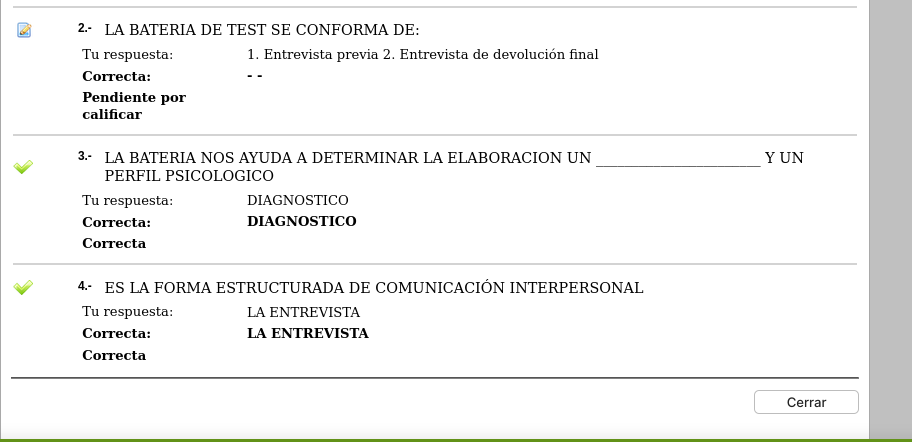 2.- LA BATERIA DE TEST SE CONFORMA DE:
Tu respuesta: 1. Entrevista previa 2. Entrevista de devolución final
Correcta: - -
Pendiente por
calificar
3.- LA BATERIA NOS AYUDA A DETERMINAR LA ELABORACION UN ______________________ Y UN
PERFIL PSICOLOGICO
Tu respuesta: DIAGNOSTICO
Correcta: DIAGNOSTICO
Correcta
4.- ES LA FORMA ESTRUCTURADA DE COMUNICACIÓN INTERPERSONAL
Tu respuesta: LA ENTREVISTA
Correcta: LA ENTREVISTA
Correcta
Cerrar